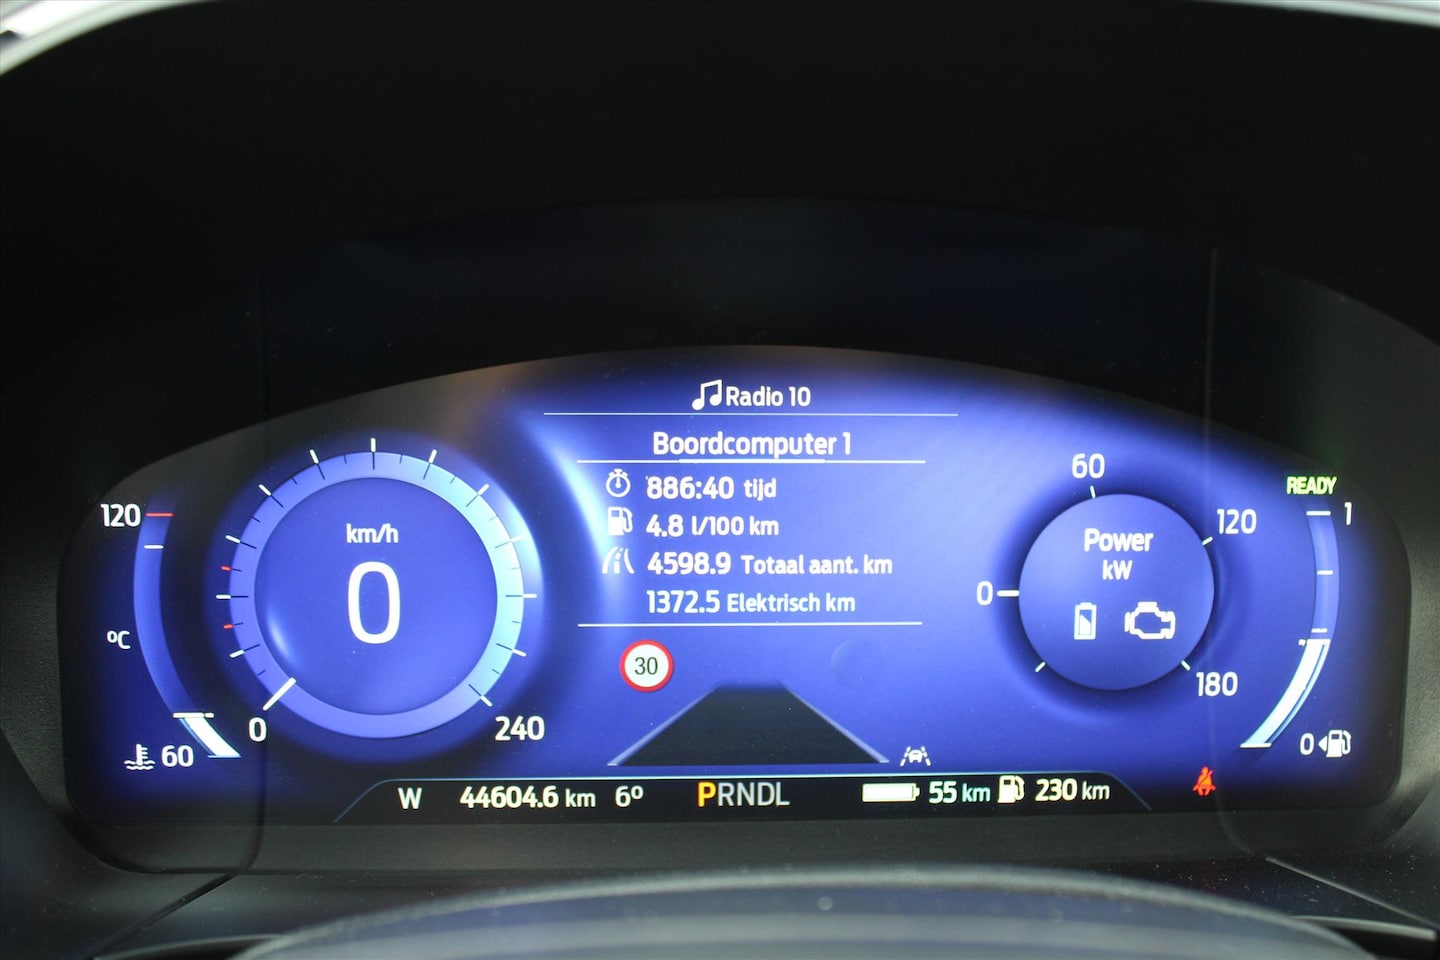 Radio 10
Boordcomputer 1
886:40 tijd
4.8 l/100 km
4598.9 Totaal aant. km
1372.5 Elektrisch km
30
120
°C
60
km/h
0
0
240
60
120
Power
kW
0
180
READY
1
0
W 44604.6 km 6° PRNDL 55 km 230 km